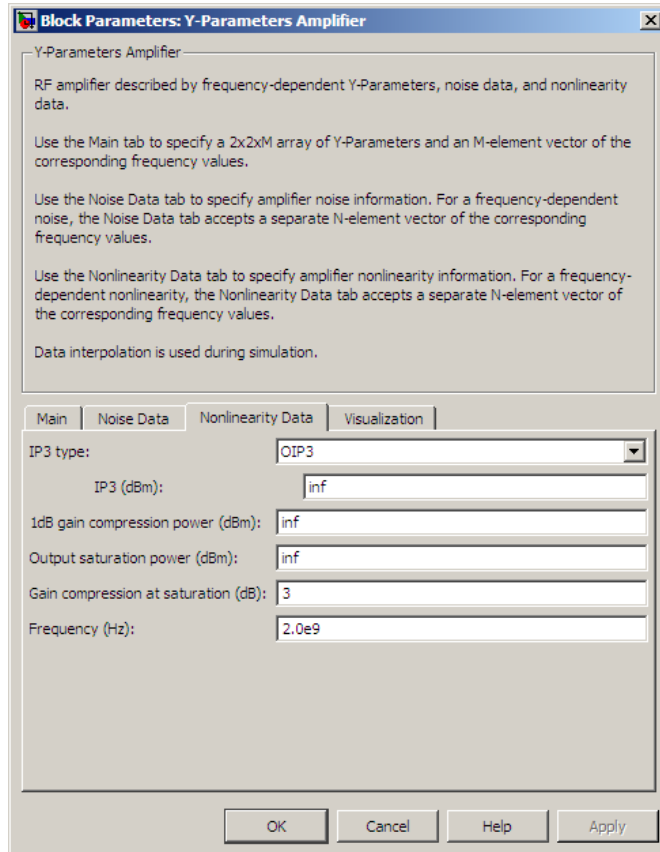 Block Parameters: Y-Parameters Amplifier
Y-Parameters Amplifier
RF amplifier described by frequency-dependent Y-Parameters, noise data, and nonlinearity
data.
Use the Main tab to specify a 2x2xM array of Y-Parameters and an M-element vector of the
corresponding frequency values.
Use the Noise Data tab to specify amplifier noise information. For a frequency-dependent
noise, the Noise Data tab accepts a separate N-element vector of the corresponding
frequency values.
Use the Nonlinearity Data tab to specify amplifier nonlinearity information. For a frequency-
dependent nonlinearity, the Nonlinearity Data tab accepts a separate N-element vector of
the corresponding frequency values.
Data interpolation is used during simulation.
Main Noise Data Nonlinearity Data Visualization
IP3 type: OIP3
IP3 (dBm): inf
1dB gain compression power (dBm): inf
Output saturation power (dBm): inf
Gain compression at saturation (dB): 3
Frequency (Hz): 2.0e9
OK Cancel Help Apply